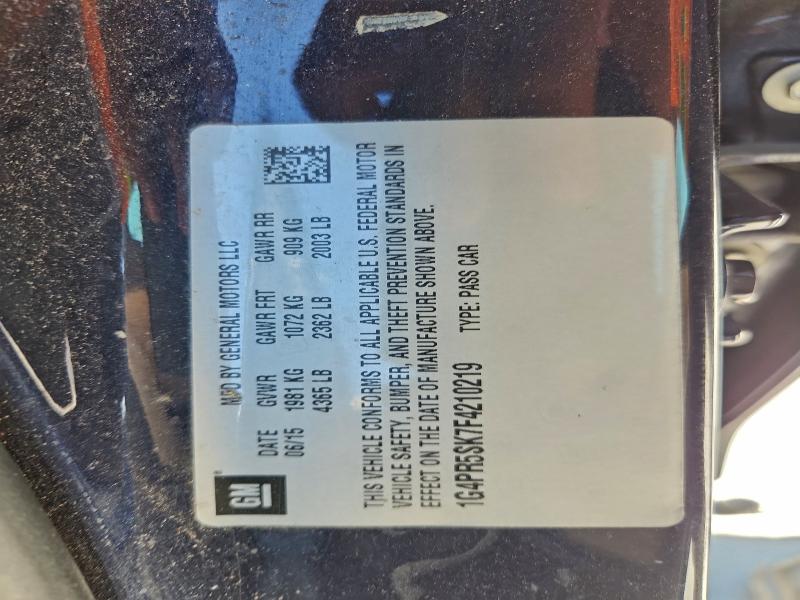 GM
MFD BY GENERAL MOTORS LLC
DATE GVWR GAWR FRT GAWR RR
06/15 1981 KG 1072 KG 909 KG
4365 LB 2362 LB 2003 LB
THIS VEHICLE CONFORMS TO ALL APPLICABLE U.S. FEDERAL MOTOR
VEHICLE SAFETY, BUMPER, AND THEFT PREVENTION STANDARDS IN
EFFECT ON THE DATE OF MANUFACTURE SHOWN ABOVE.
1G4PR5SK7F4210219 TYPE: PASS CAR